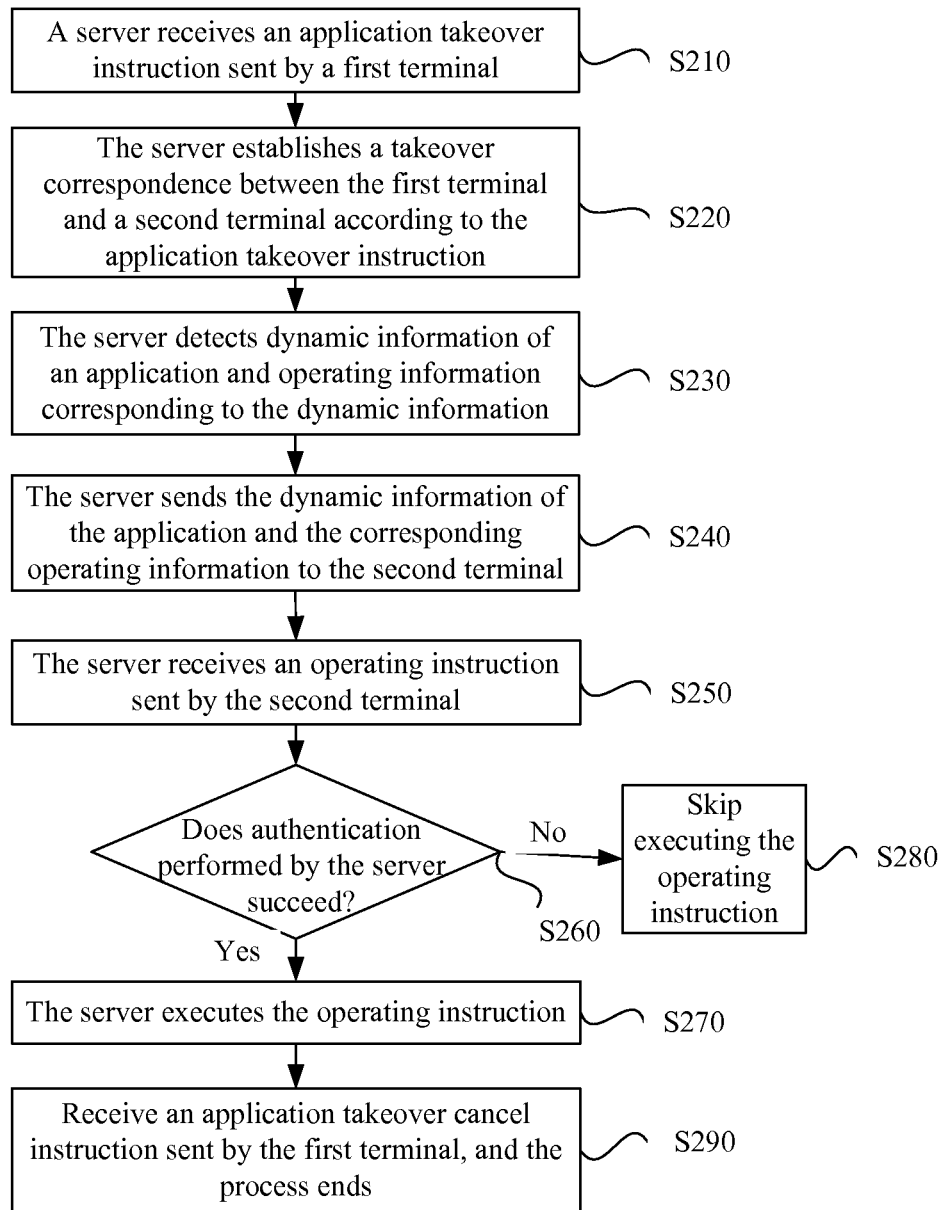 A server receives an application takeover
instruction sent by a first terminal
S210
The server establishes a takeover
correspondence between the first terminal
and a second terminal according to the
application takeover instruction
S220
The server detects dynamic information of
an application and operating information
corresponding to the dynamic information
S230
The server sends the dynamic information of
the application and the corresponding
operating information to the second terminal
S240
The server receives an operating instruction
sent by the second terminal
S250
Does authentication
performed by the server
succeed?
S260
No
Skip
executing the
operating
instruction
S280
Yes
The server executes the operating instruction
S270
Receive an application takeover cancel
instruction sent by the first terminal, and the
process ends
S290